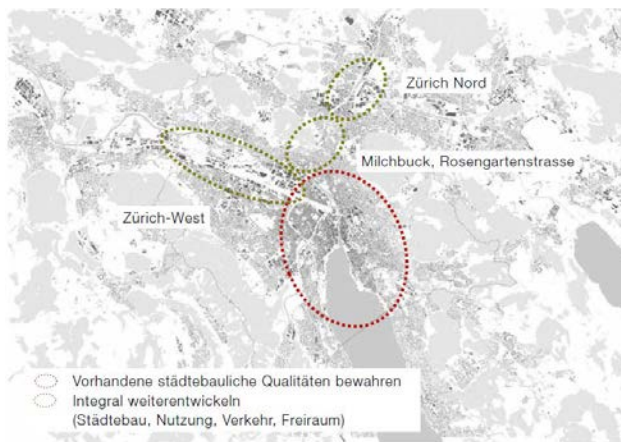 Zürich Nord
Milchbuck, Rosengartenstrasse
Zürich-West
Vorhandene städtebauliche Qualitäten bewahren
Integral weiterentwickeln
(Städtebau, Nutzung, Verkehr, Freiraum)